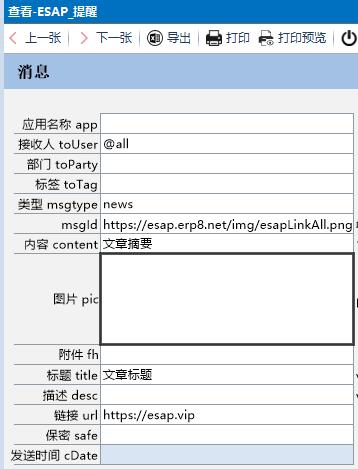 查看-ESAP_提醒
上一张 下一张 导出 打印 打印预览
消息
应用名称 app
接收人 toUser @all
部门 toParty
标签 toTag
类型 msgtype news
msgId https://esap.erp8.net/img/esapLinkAll.png
内容 content 文章摘要
图片 pic
附件 fh
标题 title 文章标题
描述 desc
链接 url https://esap.vip
保密 safe
发送时间 cDate